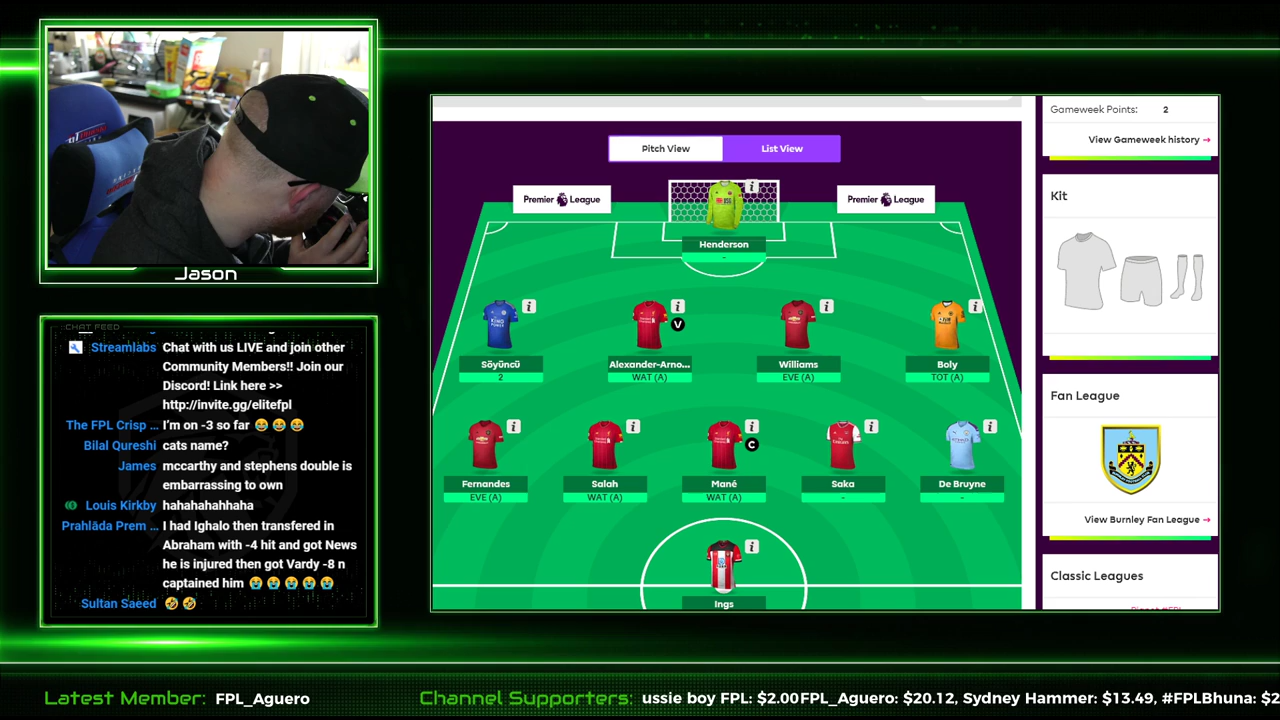 Jason
CHAT FEED
Streamlabs Chat with us LIVE and join other
Community Members!! Join our
Discord! Link here >>
http://invite.gg/elitefpl
The FPL Crisp ... I'm on -3 so far 😂 😂 😂
Bilal Qureshi cats name?
James mccarthy and stephens double is
embarrassing to own
Louis Kirkby hahahahahhaha
Prahlāda Prem ... I had Ighalo then transfered in
Abraham with -4 hit and got News
he is injured then got Vardy -8 n
captained him 😭 😭 😭 😭 😭
Sultan Saeed 🤣 🤣
Pitch View
List View
Premier League
Premier League
Henderson
-
Söyüncü
2
Alexander-Arno...
WAT (A)
V
Williams
EVE (A)
Boly
TOT (A)
Fernandes
EVE (A)
Salah
WAT (A)
Mané
WAT (A)
C
Saka
-
De Bruyne
-
Ings
Gameweek Points: 2
View Gameweek history →
Kit
Fan League
View Burnley Fan League →
Classic Leagues
Latest Member: FPL_Aguero
Channel Supporters: ussie boy FPL: $2.00FPL_Aguero: $20.12, Sydney Hammer: $13.49, #FPLBhuna: $2